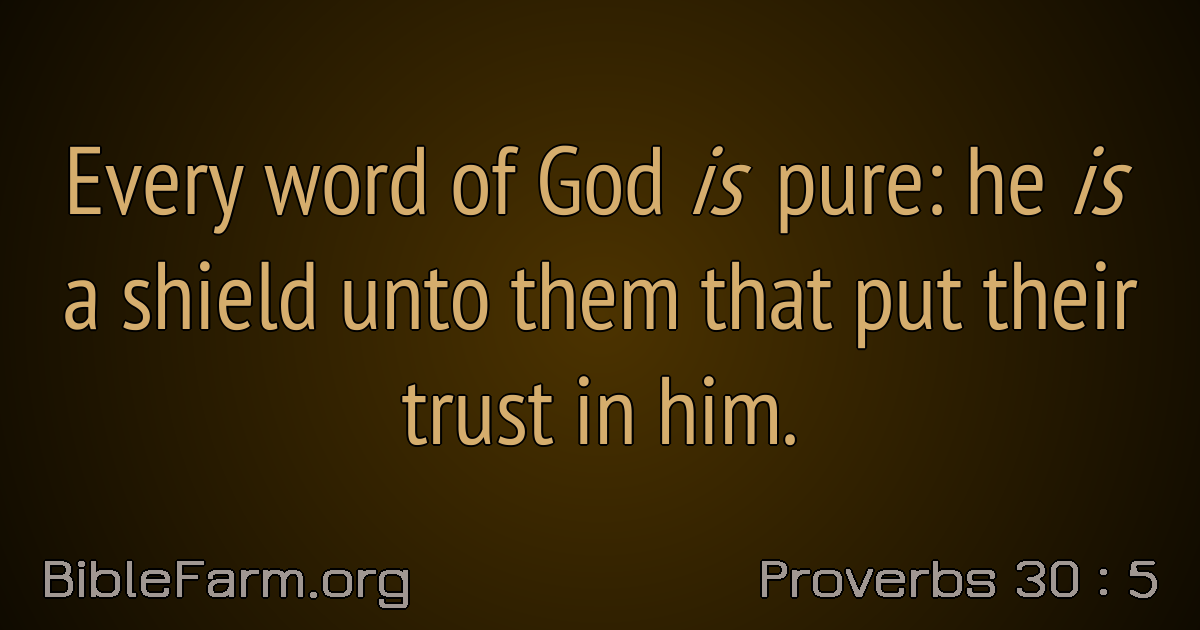 Every word of God is pure: he is
a shield unto them that put their
trust in him.
BibleFarm.org
Proverbs 30 : 5